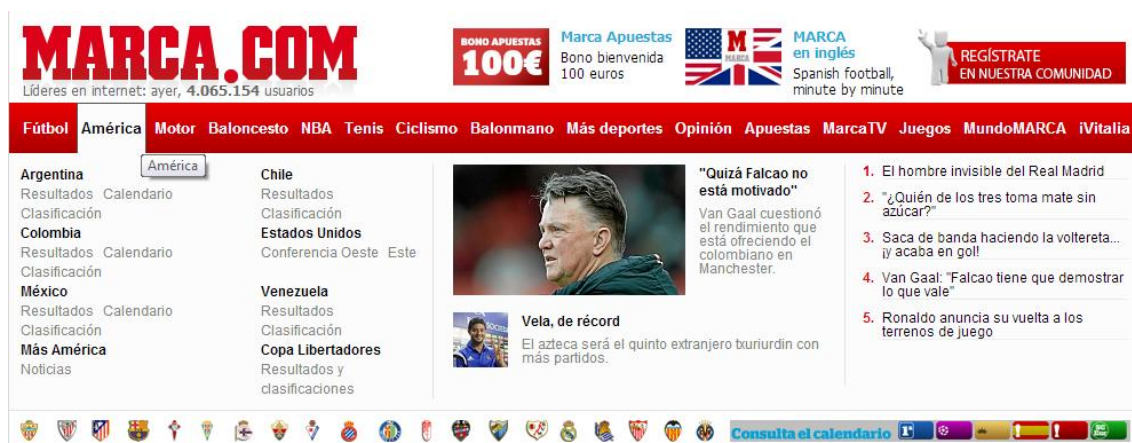 MARCA.COM
Líderes en internet: ayer, 4.065.154 usuarios
BONO APUESTAS
100€
Marca Apuestas
Bono bienvenida
100 euros
M
MARCA
MARCA
en inglés
Spanish football,
minute by minute
REGÍSTRATE
EN NUESTRA COMUNIDAD
Fútbol América Motor Baloncesto NBA Tenis Ciclismo Balonmano Más deportes Opinión Apuestas MarcaTV Juegos MundoMARCA iVitalia
América
Argentina
Resultados Calendario
Clasificación
Colombia
Resultados Calendario
Clasificación
México
Resultados Calendario
Clasificación
Más América
Noticias
Chile
Resultados
Clasificación
Estados Unidos
Conferencia Oeste Este
Venezuela
Resultados
Clasificación
Copa Libertadores
Resultados y
clasificaciones
"Quizá Falcao no
está motivado"
Van Gaal cuestionó
el rendimiento que
está ofreciendo el
colombiano en
Manchester.
Vela, de récord
El azteca será el quinto extranjero txuriurdin con
más partidos.
1. El hombre invisible del Real Madrid
2. "¿Quién de los tres toma mate sin
azúcar?"
3. Saca de banda haciendo la voltereta...
¡y acaba en gol!
4. Van Gaal: "Falcao tiene que demostrar
lo que vale"
5. Ronaldo anuncia su vuelta a los
terrenos de juego
Consulta el calendario